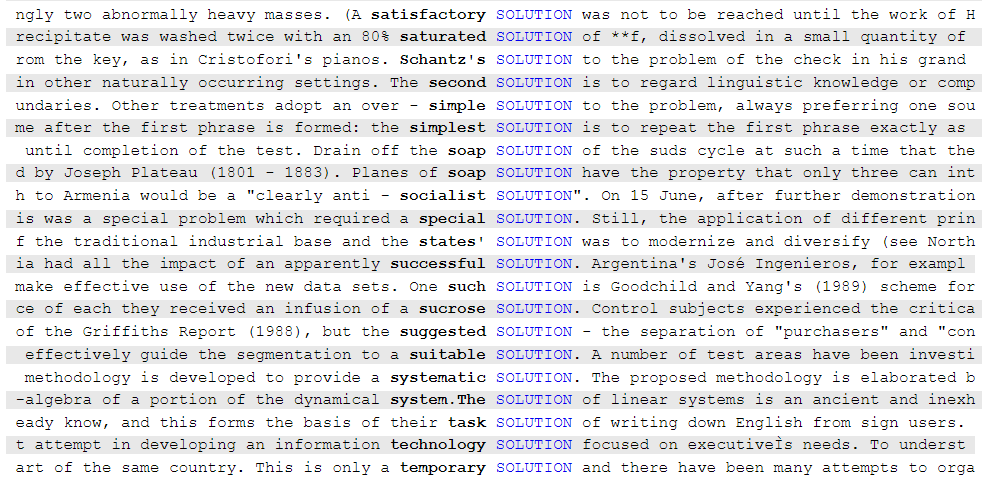 ngly two abnormally heavy masses. (A satisfactory SOLUTION was not to be reached until the work of H
recipitate was washed twice with an 80% saturated SOLUTION of **f, dissolved in a small quantity of
rom the key, as in Cristofori's pianos. Schantz's SOLUTION to the problem of the check in his grand
in other naturally occurring settings. The second SOLUTION is to regard linguistic knowledge or comp
undaries. Other treatments adopt an over - simple SOLUTION to the problem, always preferring one sou
me after the first phrase is formed: the simplest SOLUTION is to repeat the first phrase exactly as
until completion of the test. Drain off the soap SOLUTION of the suds cycle at such a time that the
d by Joseph Plateau (1801 - 1883). Planes of soap SOLUTION have the property that only three can int
h to Armenia would be a "clearly anti - socialist SOLUTION". On 15 June, after further demonstration
is was a special problem which required a special SOLUTION. Still, the application of different prin
f the traditional industrial base and the states' SOLUTION was to modernize and diversify (see North
ia had all the impact of an apparently successful SOLUTION. Argentina's José Ingenieros, for exampl
make effective use of the new data sets. One such SOLUTION is Goodchild and Yang's (1989) scheme for
ce of each they received an infusion of a sucrose SOLUTION. Control subjects experienced the critica
of the Griffiths Report (1988), but the suggested SOLUTION - the separation of "purchasers" and "con
effectively guide the segmentation to a suitable SOLUTION. A number of test areas have been investi
methodology is developed to provide a systematic SOLUTION. The proposed methodology is elaborated b
-algebra of a portion of the dynamical system.The SOLUTION of linear systems is an ancient and inexh
eady know, and this forms the basis of their task SOLUTION of writing down English from sign users.
t attempt in developing an information technology SOLUTION focused on executiveÌs needs. To underst
art of the same country. This is only a temporary SOLUTION and there have been many attempts to orga